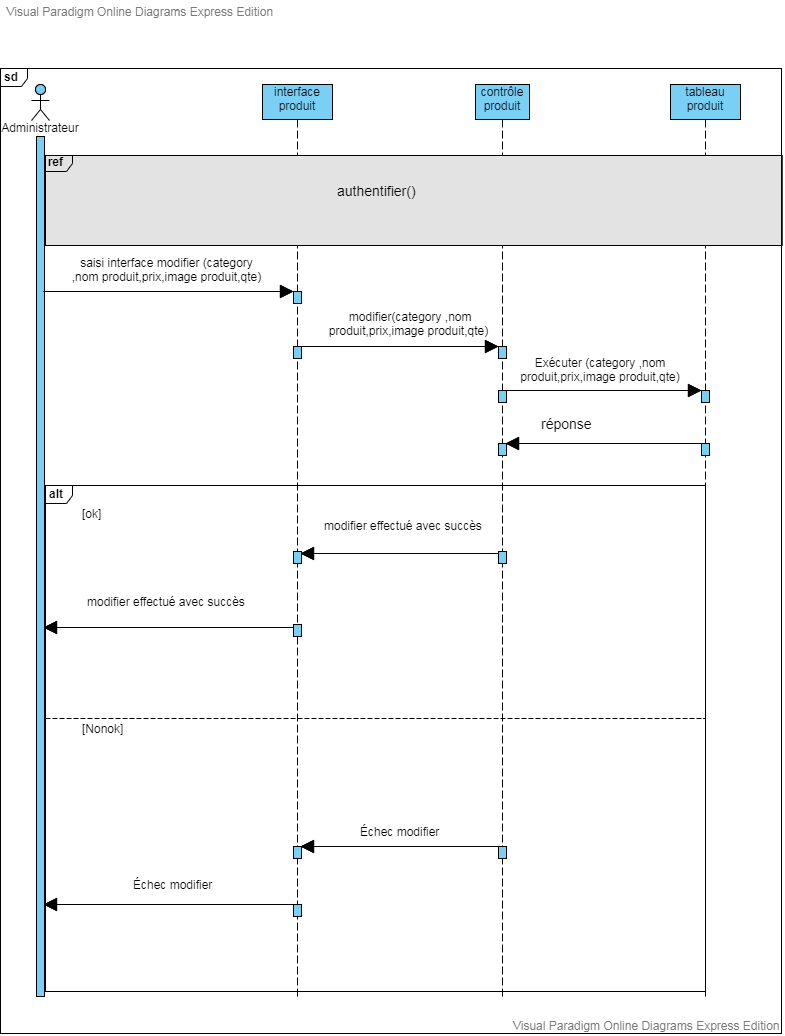 Visual Paradigm Online Diagrams Express Edition
sd
Administrateur
interface
produit
contrôle
produit
tableau
produit
ref
authentifier()
saisi interface modifier (category
,nom produit,prix,image produit,qte)
modifier(category ,nom
produit,prix,image produit,qte)
Exécuter (category ,nom
produit,prix,image produit,qte)
réponse
alt
[ok]
modifier effectué avec succès
modifier effectué avec succès
[Nonok]
Échec modifier
Échec modifier
Visual Paradigm Online Diagrams Express Edition